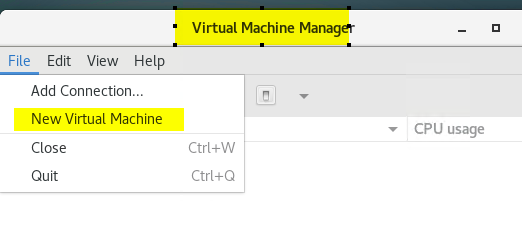 Virtual Machine Manager
File Edit View Help
Add Connection...
New Virtual Machine
CPU usage
Close Ctrl+W
Quit Ctrl+Q